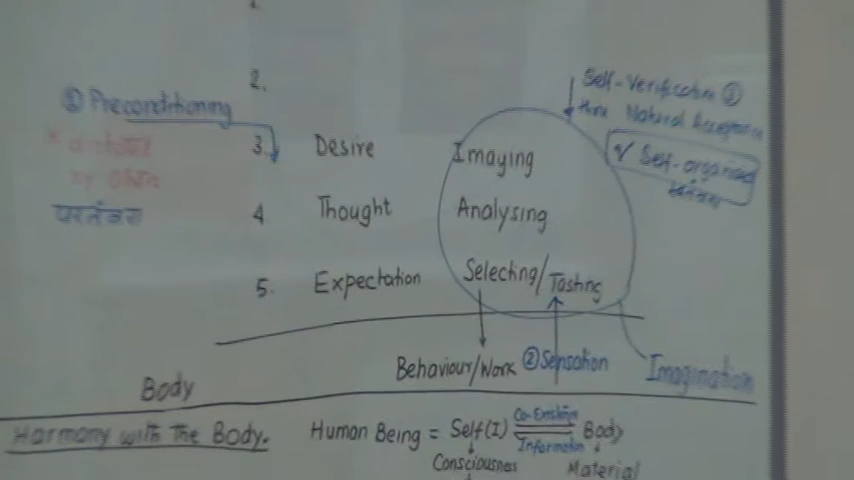 1.
2.
① Preconditioning
3. Desire Imaging
4 Thought Analysing
5. Expectation Selecting/Tasting
Self-Verification ③
thru Natural Acceptance
✓ Self-organised
परतंत्रता
Behaviour/Work ② Sensation
Imagination
Body
Harmony with the Body.
Human Being = Self(I) Co-Existence Body
Information
Consciousness Material